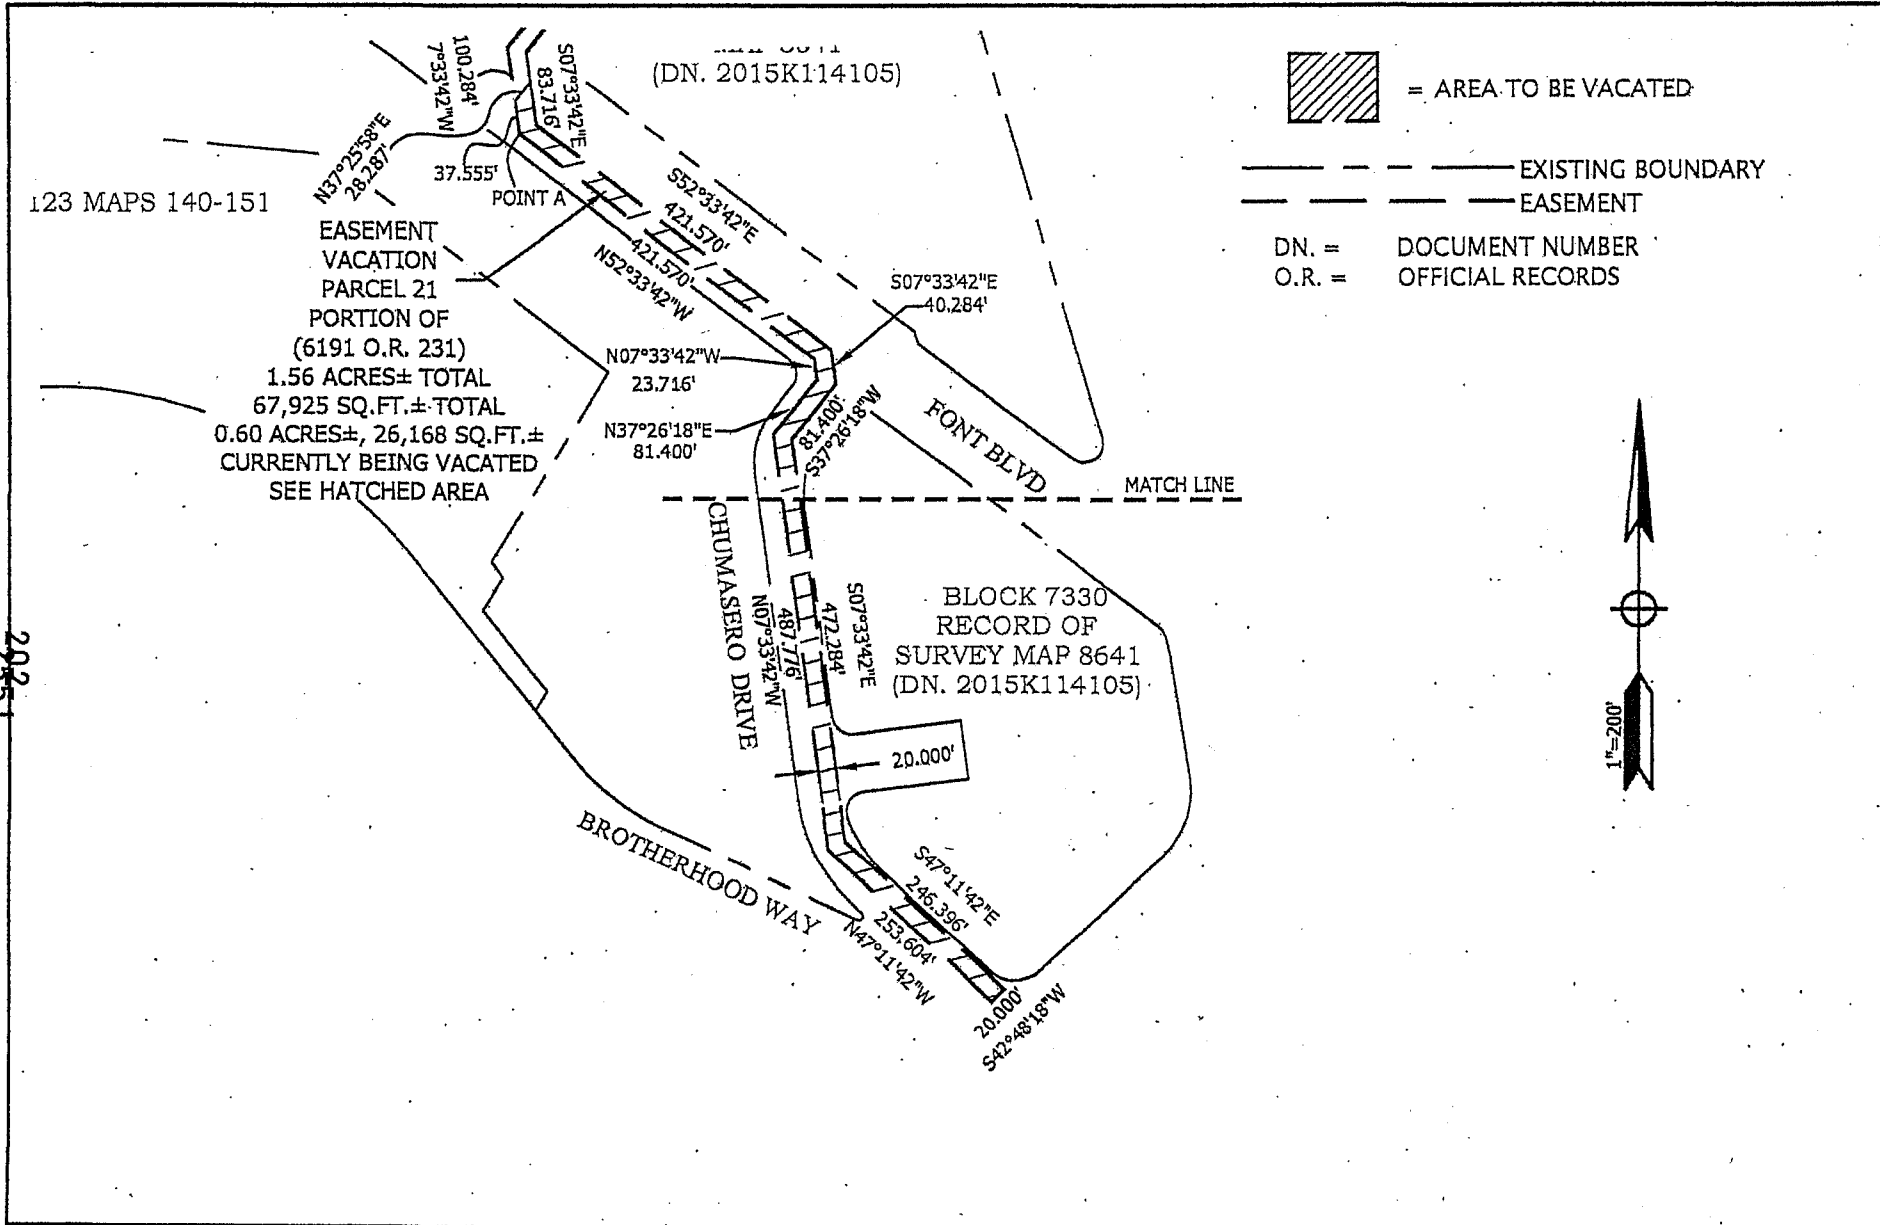 (DN. 2015K114105)
= AREA TO BE VACATED
EXISTING BOUNDARY
EASEMENT
DN. = DOCUMENT NUMBER
O.R. = OFFICIAL RECORDS
100.284'
7°33'42"W
S07°33'42"E
83.716'
N37°25'58"E
28.287'
37.555'
POINT A
123 MAPS 140-151
EASEMENT
VACATION
PARCEL 21
PORTION OF
(6191 O.R. 231)
1.56 ACRES± TOTAL
67,925 SQ.FT.± TOTAL
0.60 ACRES±, 26,168 SQ.FT.±
CURRENTLY BEING VACATED
SEE HATCHED AREA
S52°33'42"E
421.570'
421.570'
N52°33'42"W
S07°33'42"E
40.284'
N07°33'42"W
23.716'
N37°26'18"E
81.400'
81.400'
S37°26'18"W
FONT BLVD
MATCH LINE
CHUMASERO DRIVE
N07°33'42"W
487.776'
472.284'
S07°33'42"E
BLOCK 7330
RECORD OF
SURVEY MAP 8641
(DN. 2015K114105)
20.000'
BROTHERHOOD WAY
S47°11'42"E
246.396'
253.604'
N47°11'42"W
20.000'
S42°48'18"W
1"=200'